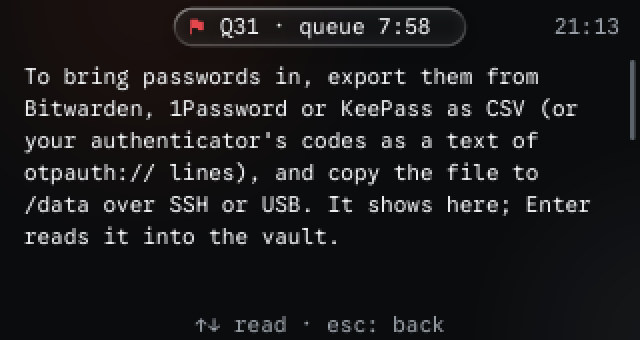 Q31 · queue 7:58
21:13
To bring passwords in, export them from
Bitwarden, 1Password or KeePass as CSV (or
your authenticator's codes as a text of
otpauth:// lines), and copy the file to
/data over SSH or USB. It shows here; Enter
reads it into the vault.
↑↓ read · esc: back